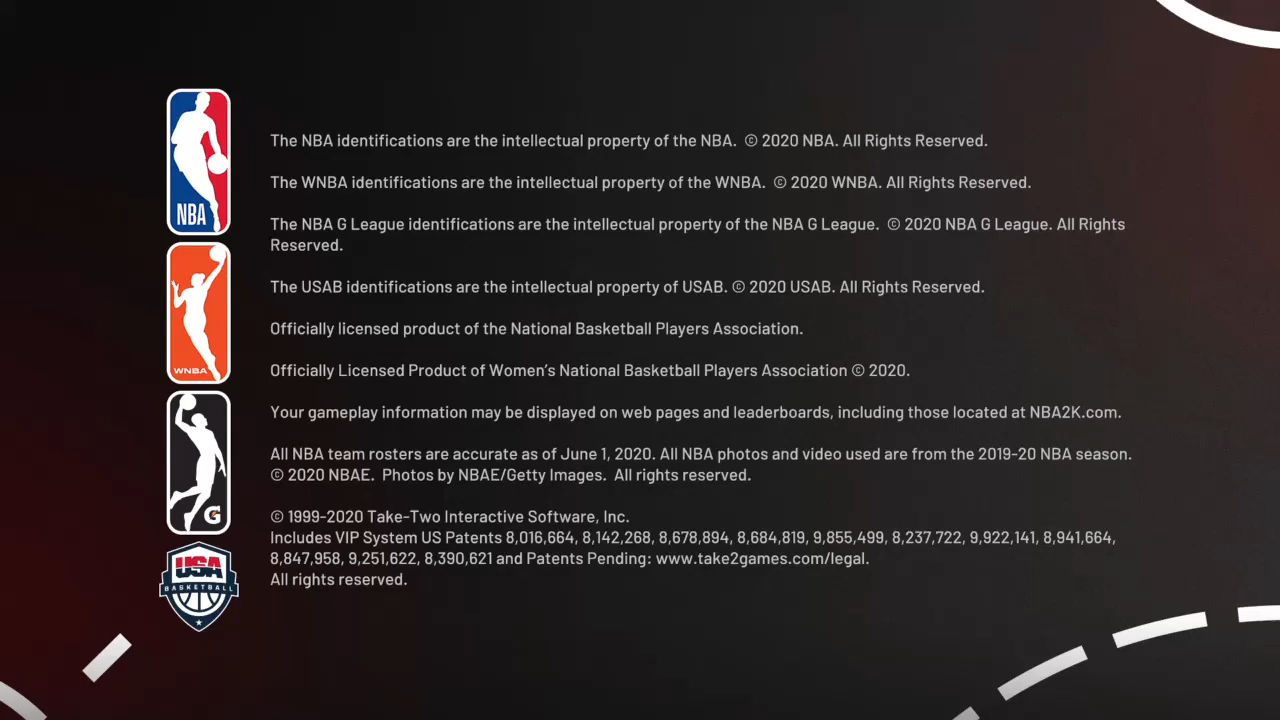 The NBA identifications are the intellectual property of the NBA.  © 2020 NBA. All Rights Reserved.
The WNBA identifications are the intellectual property of the WNBA.  © 2020 WNBA. All Rights Reserved.
The NBA G League identifications are the intellectual property of the NBA G League.  © 2020 NBA G League. All Rights
Reserved.
The USAB identifications are the intellectual property of USAB. © 2020 USAB. All Rights Reserved.
Officially licensed product of the National Basketball Players Association.
Officially Licensed Product of Women’s National Basketball Players Association © 2020.
Your gameplay information may be displayed on web pages and leaderboards, including those located at NBA2K.com.
All NBA team rosters are accurate as of June 1, 2020. All NBA photos and video used are from the 2019-20 NBA season.
© 2020 NBAE.  Photos by NBAE/Getty Images.  All rights reserved.
© 1999-2020 Take-Two Interactive Software, Inc.
Includes VIP System US Patents 8,016,664, 8,142,268, 8,678,894, 8,684,819, 9,855,499, 8,237,722, 9,922,141, 8,941,664,
8,847,958, 9,251,622, 8,390,621 and Patents Pending: www.take2games.com/legal.
All rights reserved.
NBA
WNBA
G
USA
BASKETBALL